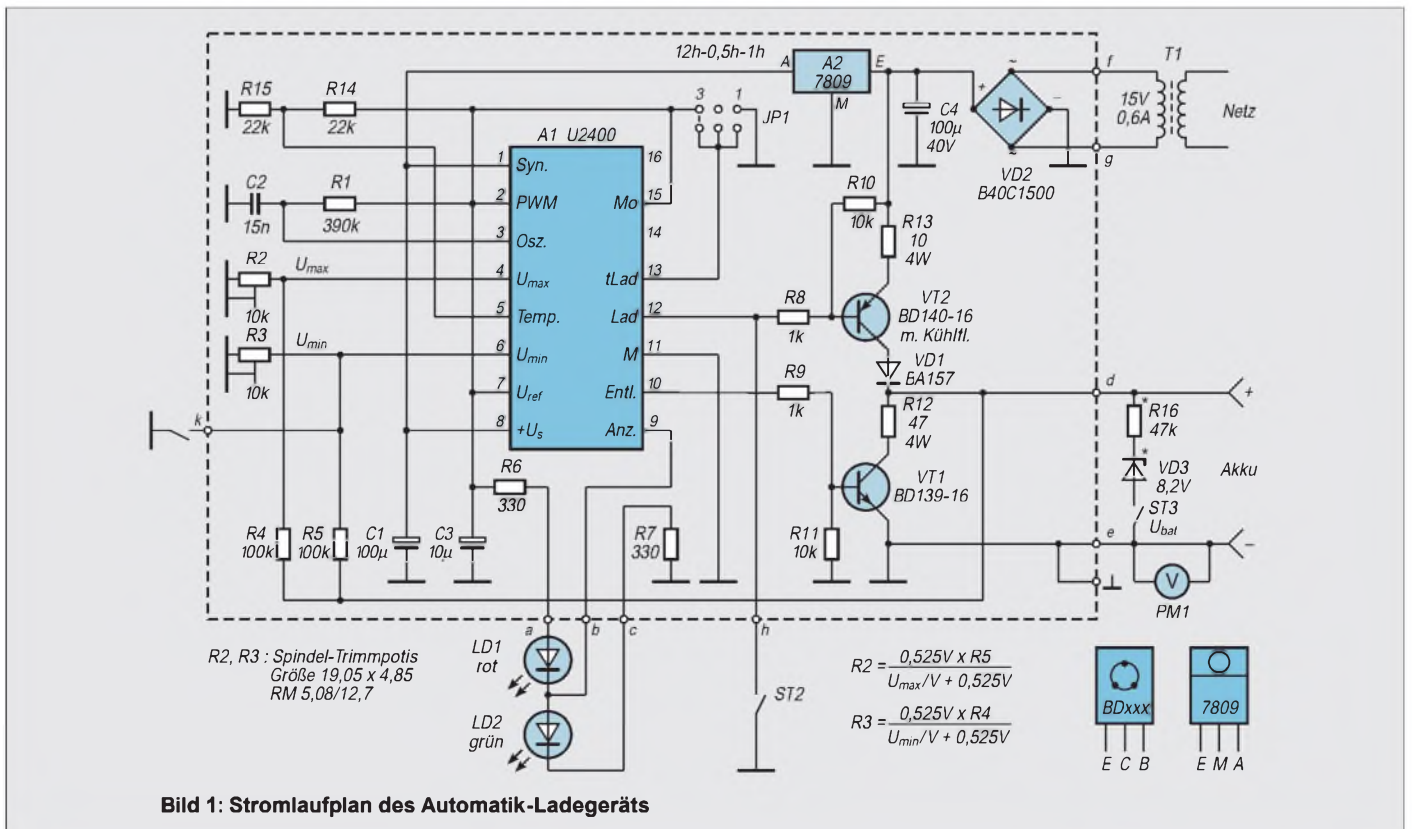 12h-0,5h-1h
A
A2
7809
E
M
f
T1
R15
22k
R14
22k
3
1
JP1
C4
100µ
40V
+
~
−
~
15V
0,6A
Netz
g
VD2
B40C1500
A1 U2400
1
Syn.
16
C2
15n
R1
390k
2
PWM
Mo
15
3
Osz.
14
R2
10k
Umax
4
Umax
tLad
13
5
Temp.
Lad
12
R3
10k
Umin
6
Umin
M
11
7
Uref
Entl.
10
8
+Us
Anz.
9
k
R10
10k
R13
10
4W
R8
1k
VT2
BD140-16
m. Kühltl.
VD1
BA157
R9
1k
R12
47
4W
d
+
*
R16
47k
*
VD3
8,2V
Akku
VT1
BD139-16
ST3
Ubat
R6
330
R4
100k
R5
100k
C1
100µ
C3
10µ
R7
330
R11
10k
e
−
V
PM1
a
b
c
h
LD1
rot
LD2
grün
ST2
R2, R3 : Spindel-Trimmpotis
Größe 19,05 x 4,85
RM 5,08/12,7
R2 = 0,525V x R5
Umax/V + 0,525V
R3 = 0,525V x R4
Umin/V + 0,525V
BDxxx
E C B
7809
E M A
Bild 1: Stromlaufplan des Automatik-Ladegeräts